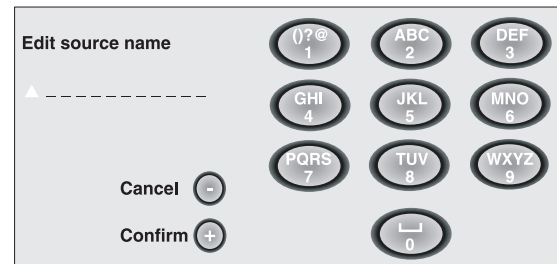 Edit source name
()?@ ABC DEF
1 2 3
GHI JKL MNO
4 5 6
PQRS TUV WXYZ
7 8 9
Cancel -
Confirm +
0